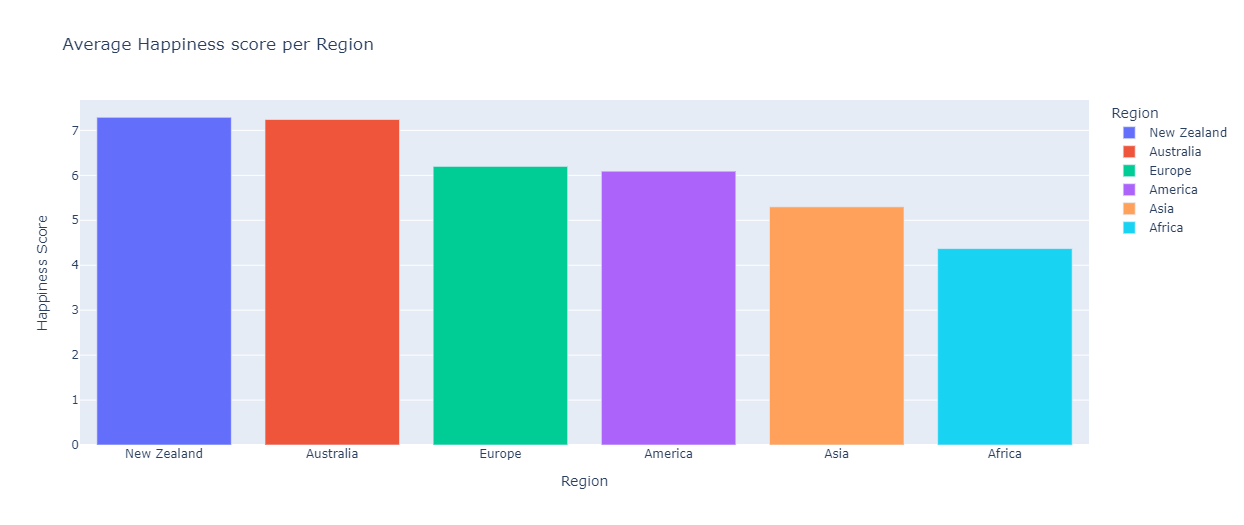 Average Happiness score per Region
Happiness Score
7
6
5
4
3
2
1
0
New Zealand
Australia
Europe
America
Asia
Africa
Region
Region
New Zealand
Australia
Europe
America
Asia
Africa